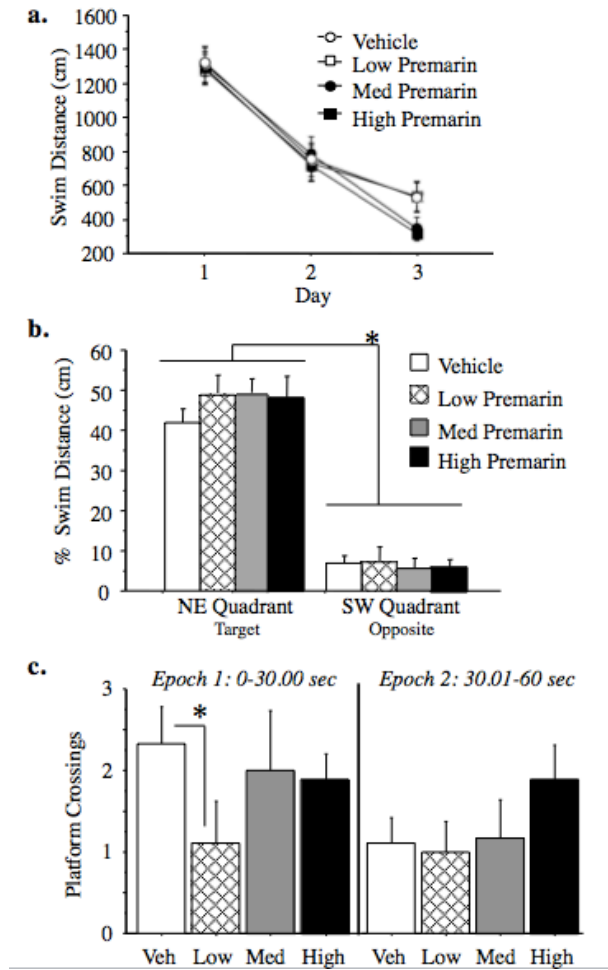 a.
1600
1400
1200
1000
800
600
400
200
Swim Distance (cm)
Vehicle
Low Premarin
Med Premarin
High Premarin
1 2 3
Day
b.
*
60
50
40
30
20
10
0
% Swim Distance (cm)
Vehicle
Low Premarin
Med Premarin
High Premarin
NE Quadrant SW Quadrant
Target Opposite
c.
Epoch 1: 0-30.00 sec Epoch 2: 30.01-60 sec
3
2
1
0
Platform Crossings
*
Veh Low Med High Veh Low Med High